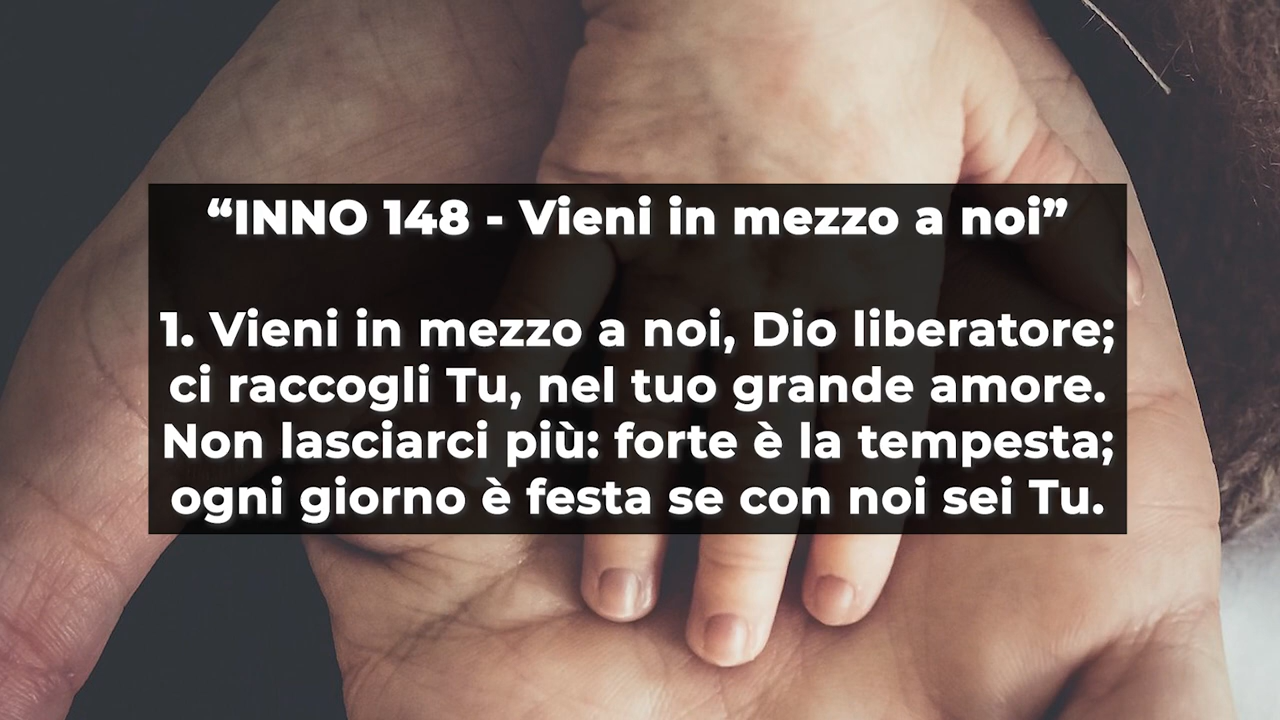 “INNO 148 - Vieni in mezzo a noi”
1. Vieni in mezzo a noi, Dio liberatore;
ci raccogli Tu, nel tuo grande amore.
Non lasciarci più: forte è la tempesta;
ogni giorno è festa se con noi sei Tu.